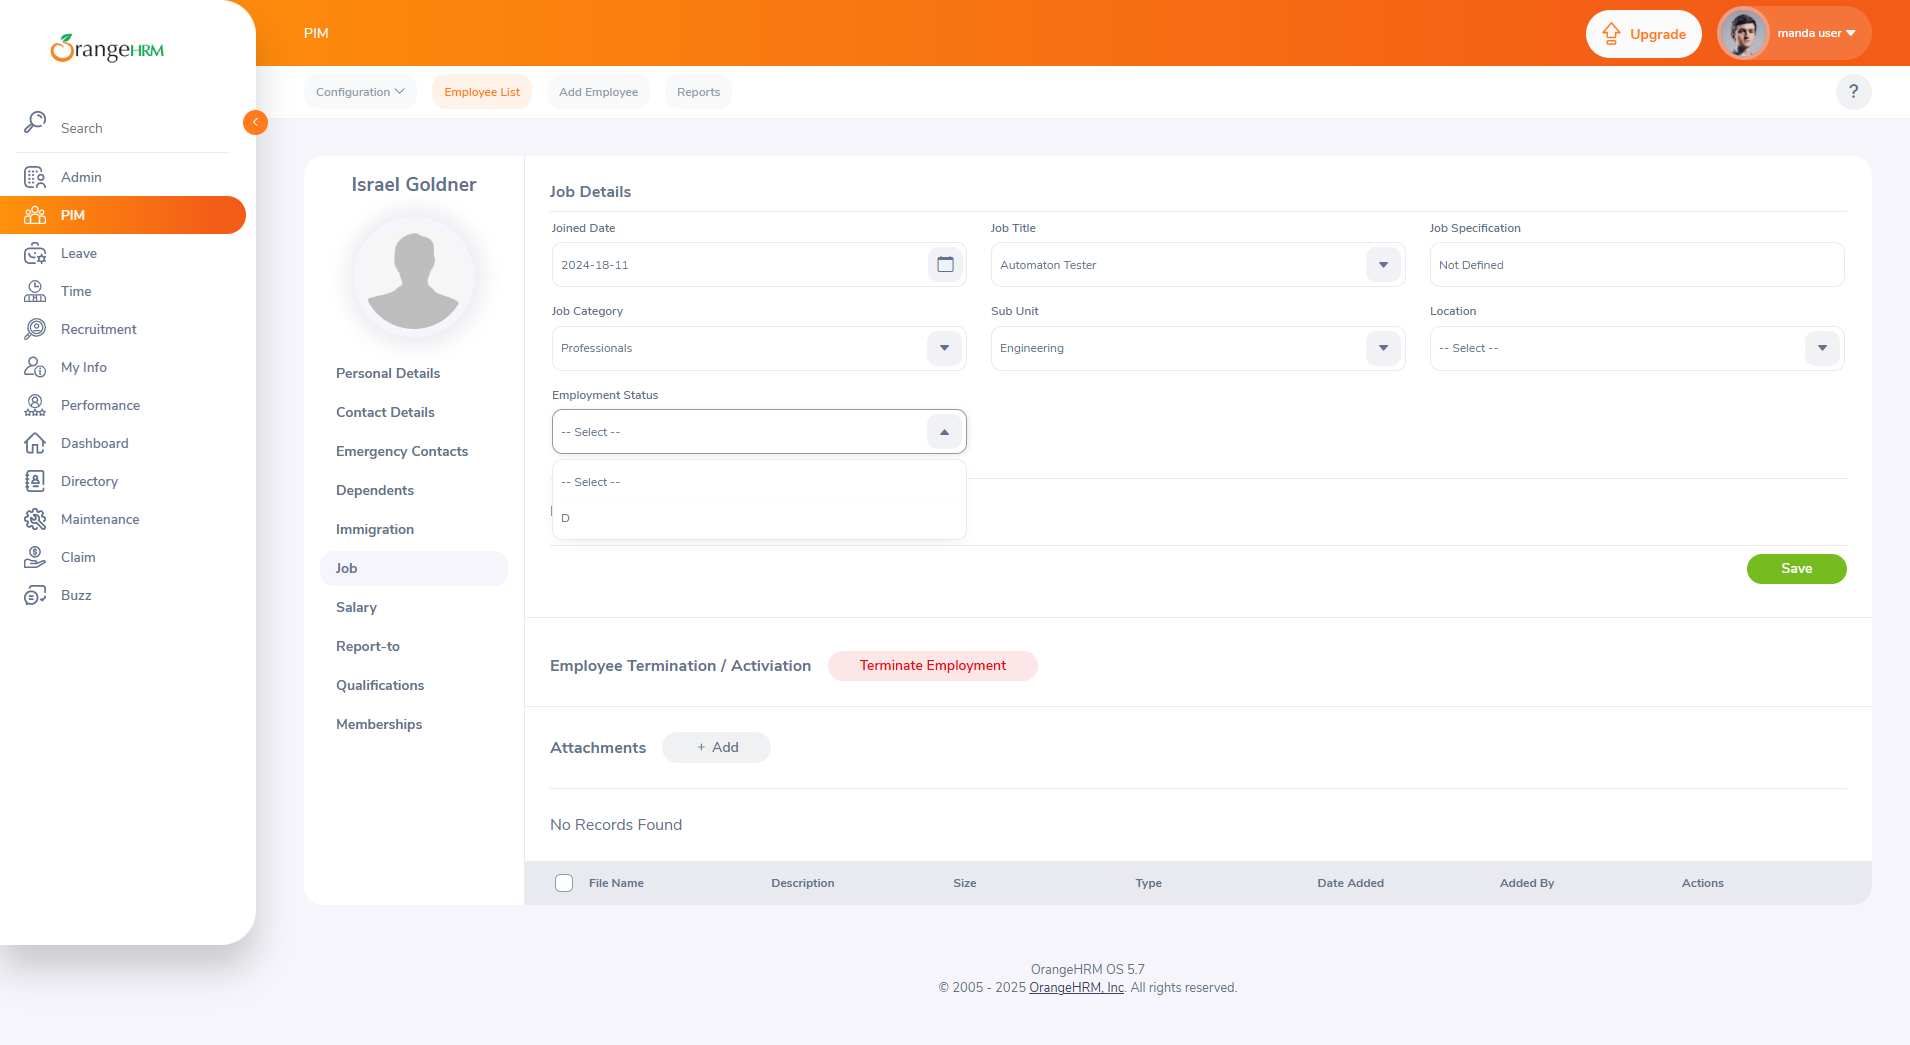 OrangeHRM
PIM
Upgrade
manda user
Configuration
Employee List
Add Employee
Reports
?
Search
Admin
PIM
Leave
Time
Recruitment
My Info
Performance
Dashboard
Directory
Maintenance
Claim
Buzz
Israel Goldner
Personal Details
Contact Details
Emergency Contacts
Dependents
Immigration
Job
Salary
Report-to
Qualifications
Memberships
Job Details
Joined Date
Job Title
Job Specification
2024-18-11
Automaton Tester
Not Defined
Job Category
Sub Unit
Location
Professionals
Engineering
-- Select --
Employment Status
-- Select --
-- Select --
D
Save
Employee Termination / Activiation
Terminate Employment
Attachments
+ Add
No Records Found
File Name
Description
Size
Type
Date Added
Added By
Actions
OrangeHRM OS 5.7
© 2005 - 2025 OrangeHRM, Inc. All rights reserved.